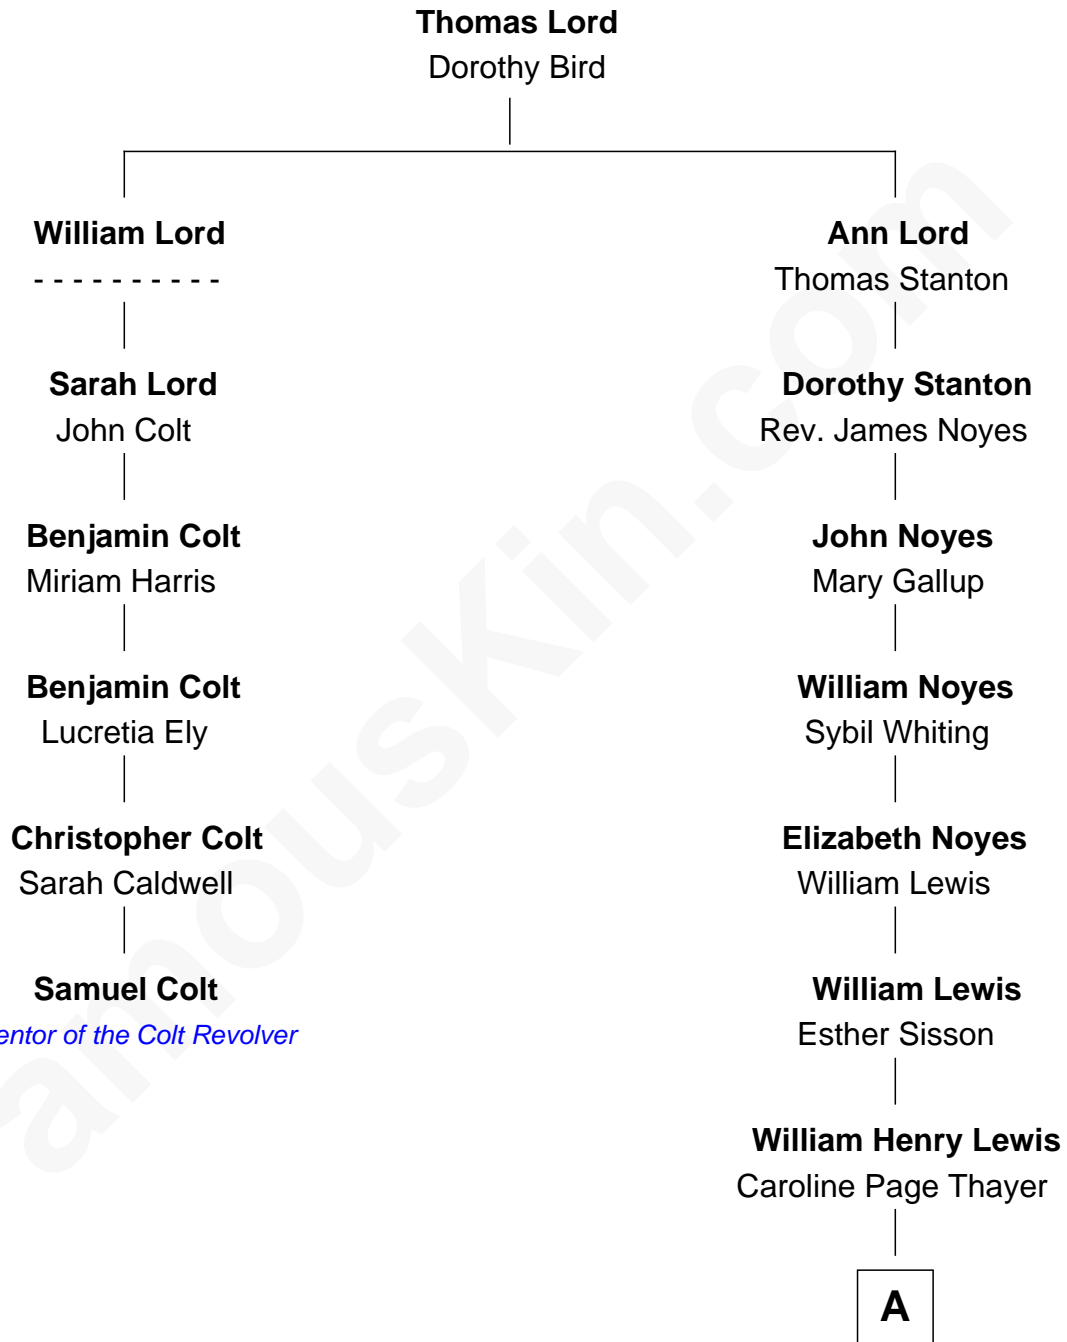 Thomas Lord
Dorothy Bird
William Lord
- - - - - - - - - -
Sarah Lord
John Colt
Benjamin Colt
Miriam Harris
Benjamin Colt
Lucretia Ely
Christopher Colt
Sarah Caldwell
Samuel Colt
of the Colt Revolver
Ann Lord
Thomas Stanton
Dorothy Stanton
Rev. James Noyes
John Noyes
Mary Gallup
William Noyes
Sybil Whiting
Elizabeth Noyes
William Lewis
William Lewis
Esther Sisson
William Henry Lewis
Caroline Page Thayer
A
amousKin.com